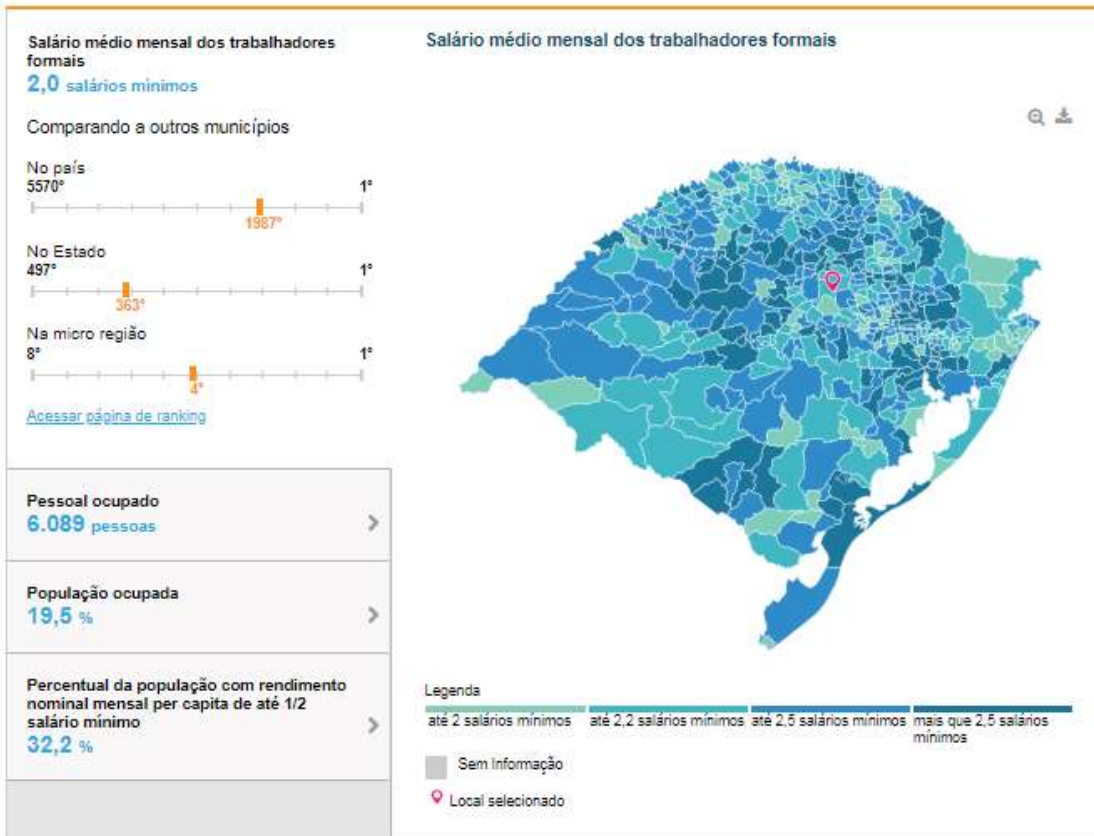 Salário médio mensal dos trabalhadores
formais
2,0 salários mínimos
Comparando a outros municípios
No país
5570° 1°
1987°
No Estado
497° 1°
363°
Na micro região
8° 1°
4°
Acessar página de ranking
Pessoal ocupado
6.089 pessoas
População ocupada
19,5 %
Percentual da população com rendimento
nominal mensal per capita de até 1/2
salário mínimo
32,2 %
Salário médio mensal dos trabalhadores formais
Legenda
até 2 salários mínimos até 2,2 salários mínimos até 2,5 salários mínimos mais que 2,5 salários
mínimos
Sem Informação
Local selecionado